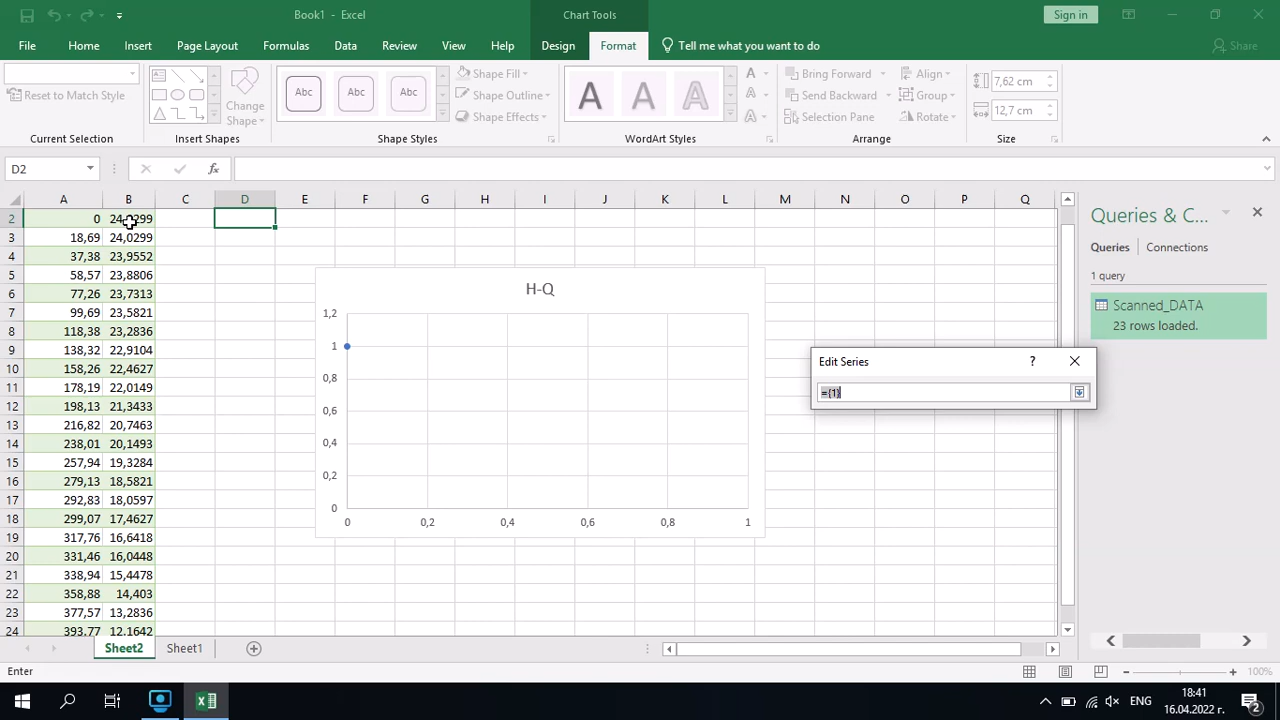 Book1 - Excel
Chart Tools
Sign in
File Home Insert Page Layout Formulas Data Review View Help Design Format Tell me what you want to do Share
Reset to Match Style
Current Selection
Change
Shape
Insert Shapes
Abc Abc Abc
Shape Fill
Shape Outline
Shape Effects
Shape Styles
A A A
A
A
A
WordArt Styles
Bring Forward
Send Backward
Selection Pane
Align
Group
Rotate
Arrange
7,62 cm
12,7 cm
Size
D2
fx
A B C D E F G H I J K L M N O P Q
2 0
3 18,69 24,0299
4 37,38 23,9552
5 58,57 23,8806
6 77,26 23,7313
7 99,69 23,5821
8 118,38 23,2836
9 138,32 22,9104
10 158,26 22,4627
11 178,19 22,0149
12 198,13 21,3433
13 216,82 20,7463
14 238,01 20,1493
15 257,94 19,3284
16 279,13 18,5821
17 292,83 18,0597
18 299,07 17,4627
19 317,76 16,6418
20 331,46 16,0448
21 338,94 15,4478
22 358,88 14,403
23 377,57 13,2836
24 393,77 12,1642
H-Q
1,2
1
0,8
0,6
0,4
0,2
0
0 0,2 0,4 0,6 0,8 1
Edit Series ?
={1}
Queries & C...
Queries Connections
1 query
Scanned_DATA
23 rows loaded.
Sheet2 Sheet1
Enter
100%
ENG
18:41
16.04.2022 г.
2